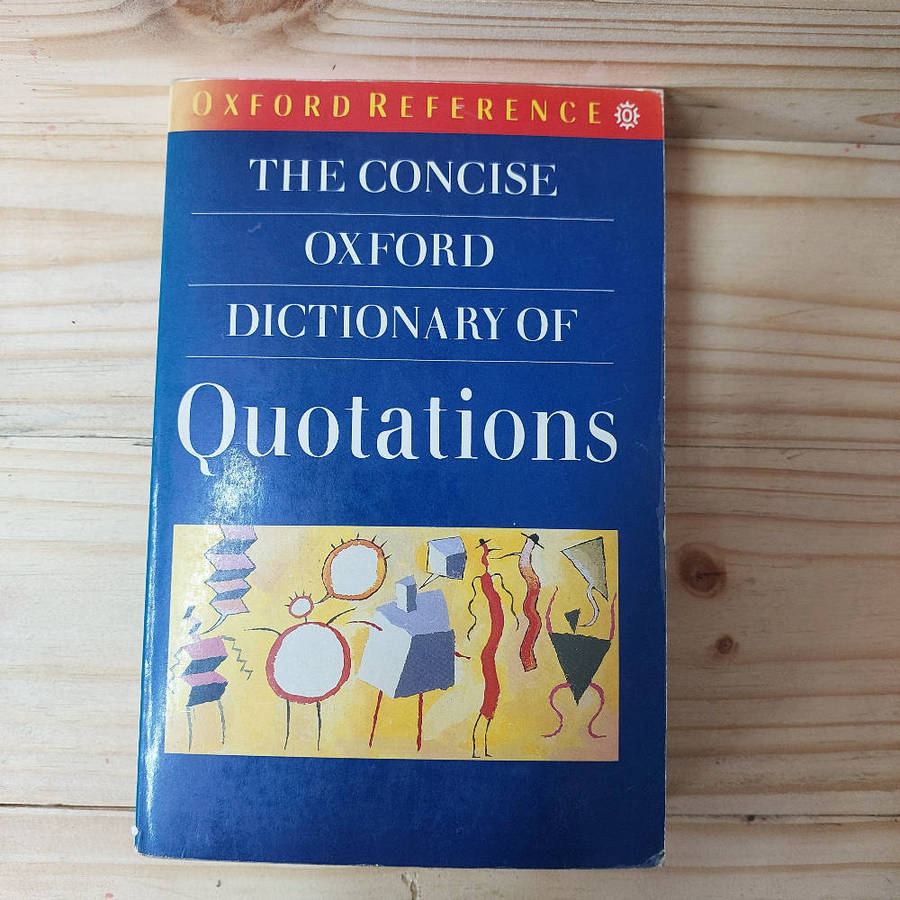 OXFORD REFERENCE
THE CONCISE
OXFORD
DICTIONARY OF
Quotations